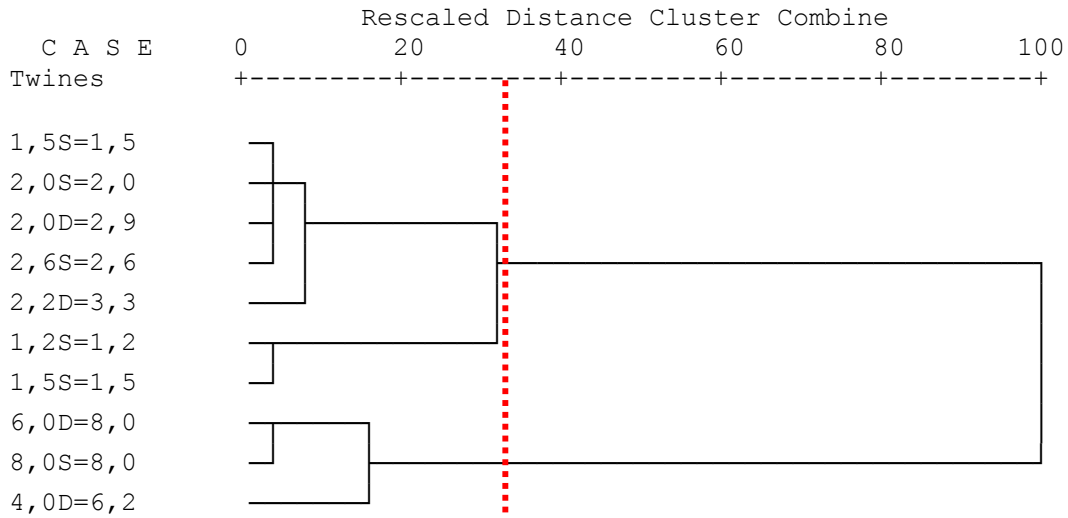 Rescaled Distance Cluster Combine
C A S E 0 20 40 60 80 100
Twines +---------+---------+---------+---------+---------+
1,5S=1,5
2,0S=2,0
2,0D=2,9
2,6S=2,6
2,2D=3,3
1,2S=1,2
1,5S=1,5
6,0D=8,0
8,0S=8,0
4,0D=6,2